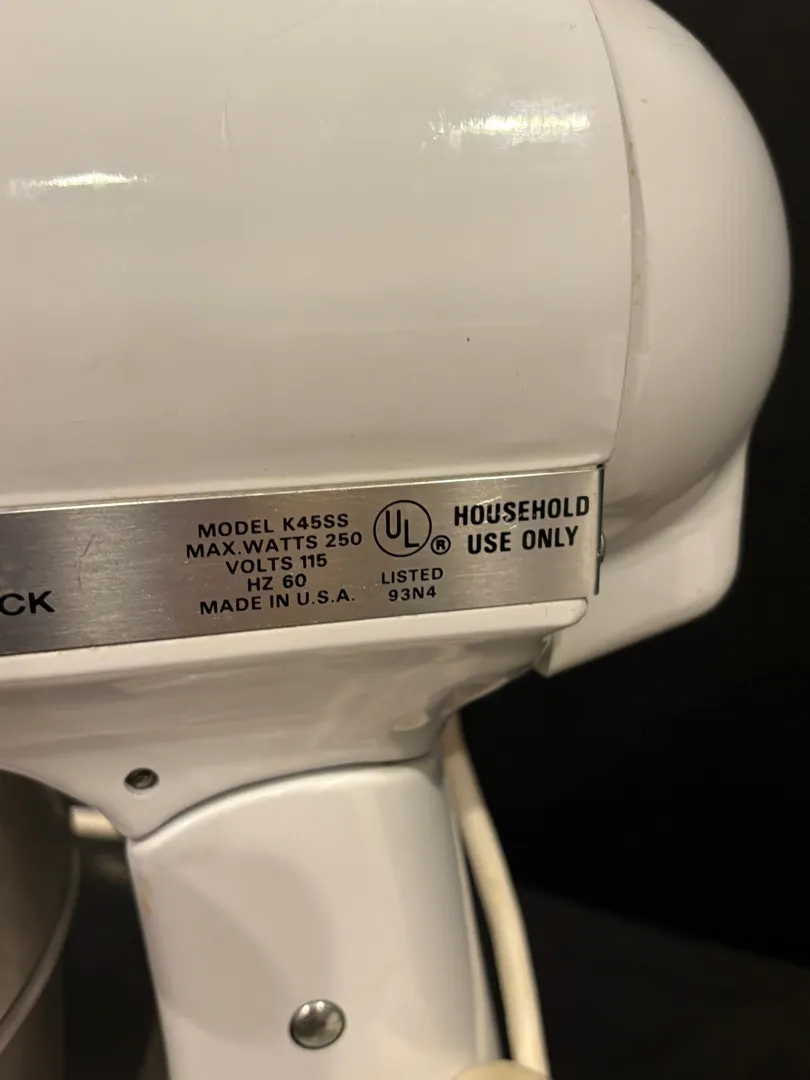 MODEL K45SS
MAX. WATTS 250
VOLTS 115
HZ 60
MADE IN U.S.A.
UL ®
LISTED
93N4
HOUSEHOLD
USE ONLY
CK